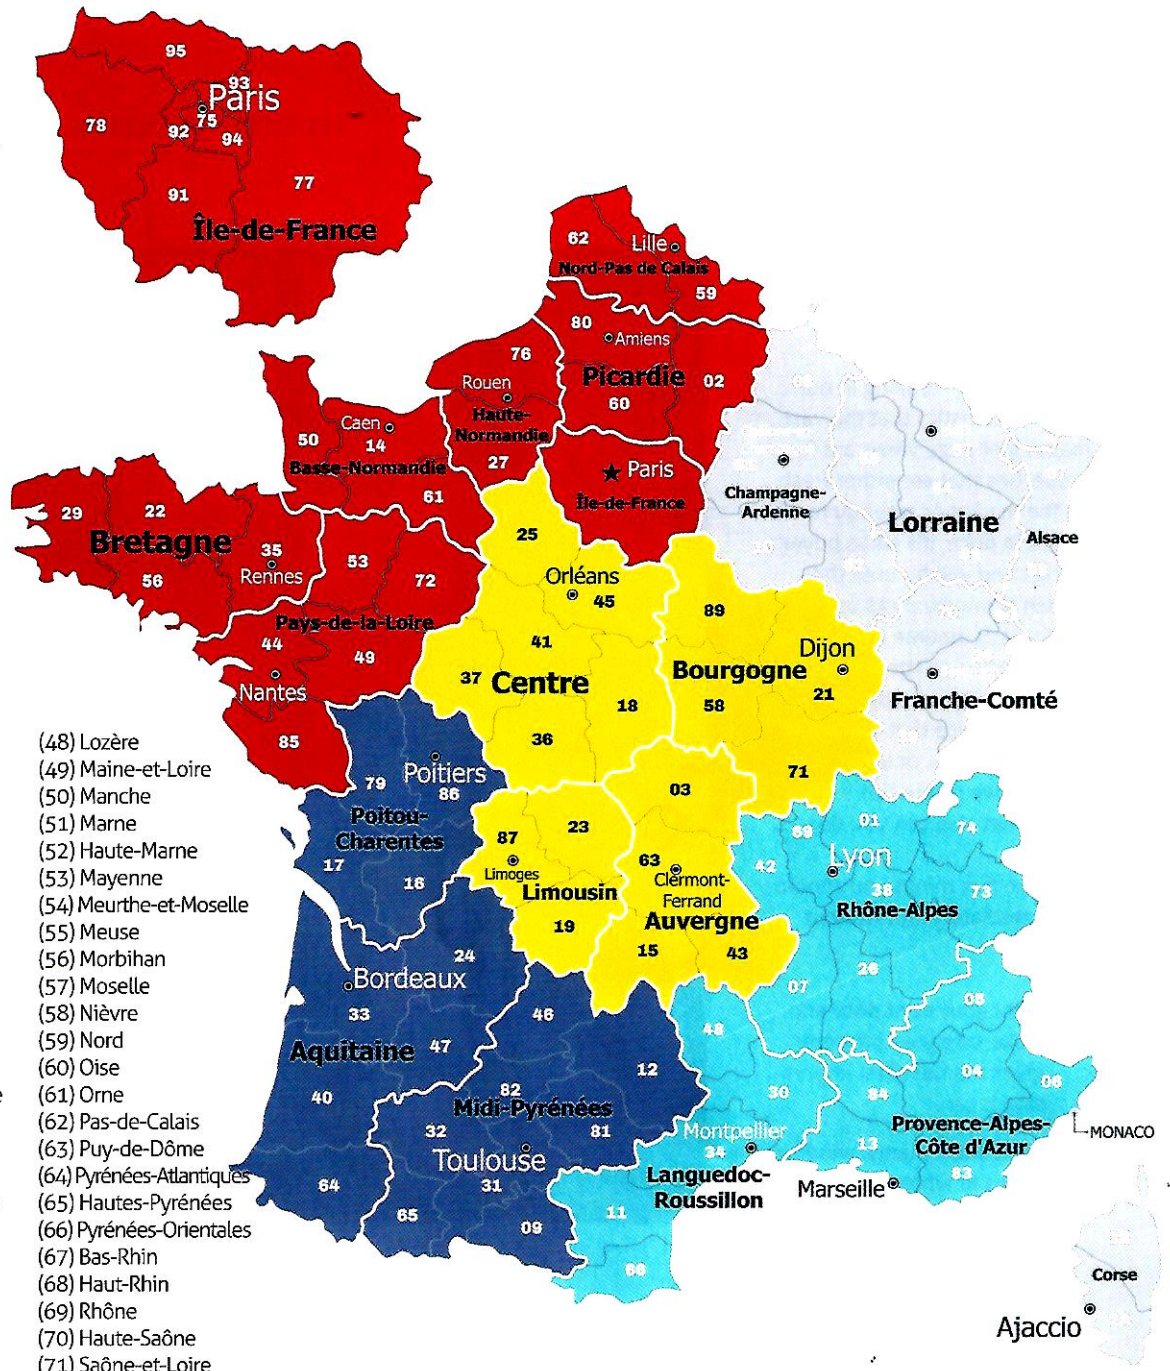 95
93
Paris
75
78
92
94
91
77
Île-de-France
62
Lille
Nord-Pas de Calais
59
80
Amiens
76
Picardie
02
Rouen
60
Haute-
Normandie
27
Caen
50
14
Basse-Normandie
61
Paris
Île-de-France
Champagne-
Ardenne
Lorraine
Alsace
29
22
Bretagne
35
Rennes
56
53
72
25
Orléans
45
89
Pays-de-la-Loire
44
49
41
Dijon
37
Centre
Bourgogne
21
Nantes
18
58
Franche-Comté
85
36
71
79
Poitiers
86
03
Poitou-
Charentes
17
16
87
23
Limoges
Limousin
19
63
Clermont-
Ferrand
Auvergne
15
43
69
01
74
42
Lyon
38
73
Rhône-Alpes
26
07
24
Bordeaux
33
47
Aquitaine
40
64
46
12
82
Midi-Pyrénées
32
81
Toulouse
31
65
09
48
30
Montpellier
34
Languedoc-
Roussillon
11
66
05
04
06
84
Provence-Alpes-
Côte d'Azur
13
83
MONACO
Marseille
Corse
Ajaccio
(48) Lozère
(49) Maine-et-Loire
(50) Manche
(51) Marne
(52) Haute-Marne
(53) Mayenne
(54) Meurthe-et-Moselle
(55) Meuse
(56) Morbihan
(57) Moselle
(58) Nièvre
(59) Nord
(60) Oise
(61) Orne
(62) Pas-de-Calais
(63) Puy-de-Dôme
(64) Pyrénées-Atlantiques
(65) Hautes-Pyrénées
(66) Pyrénées-Orientales
(67) Bas-Rhin
(68) Haut-Rhin
(69) Rhône
(70) Haute-Saône
(71) Saône-et-Loire